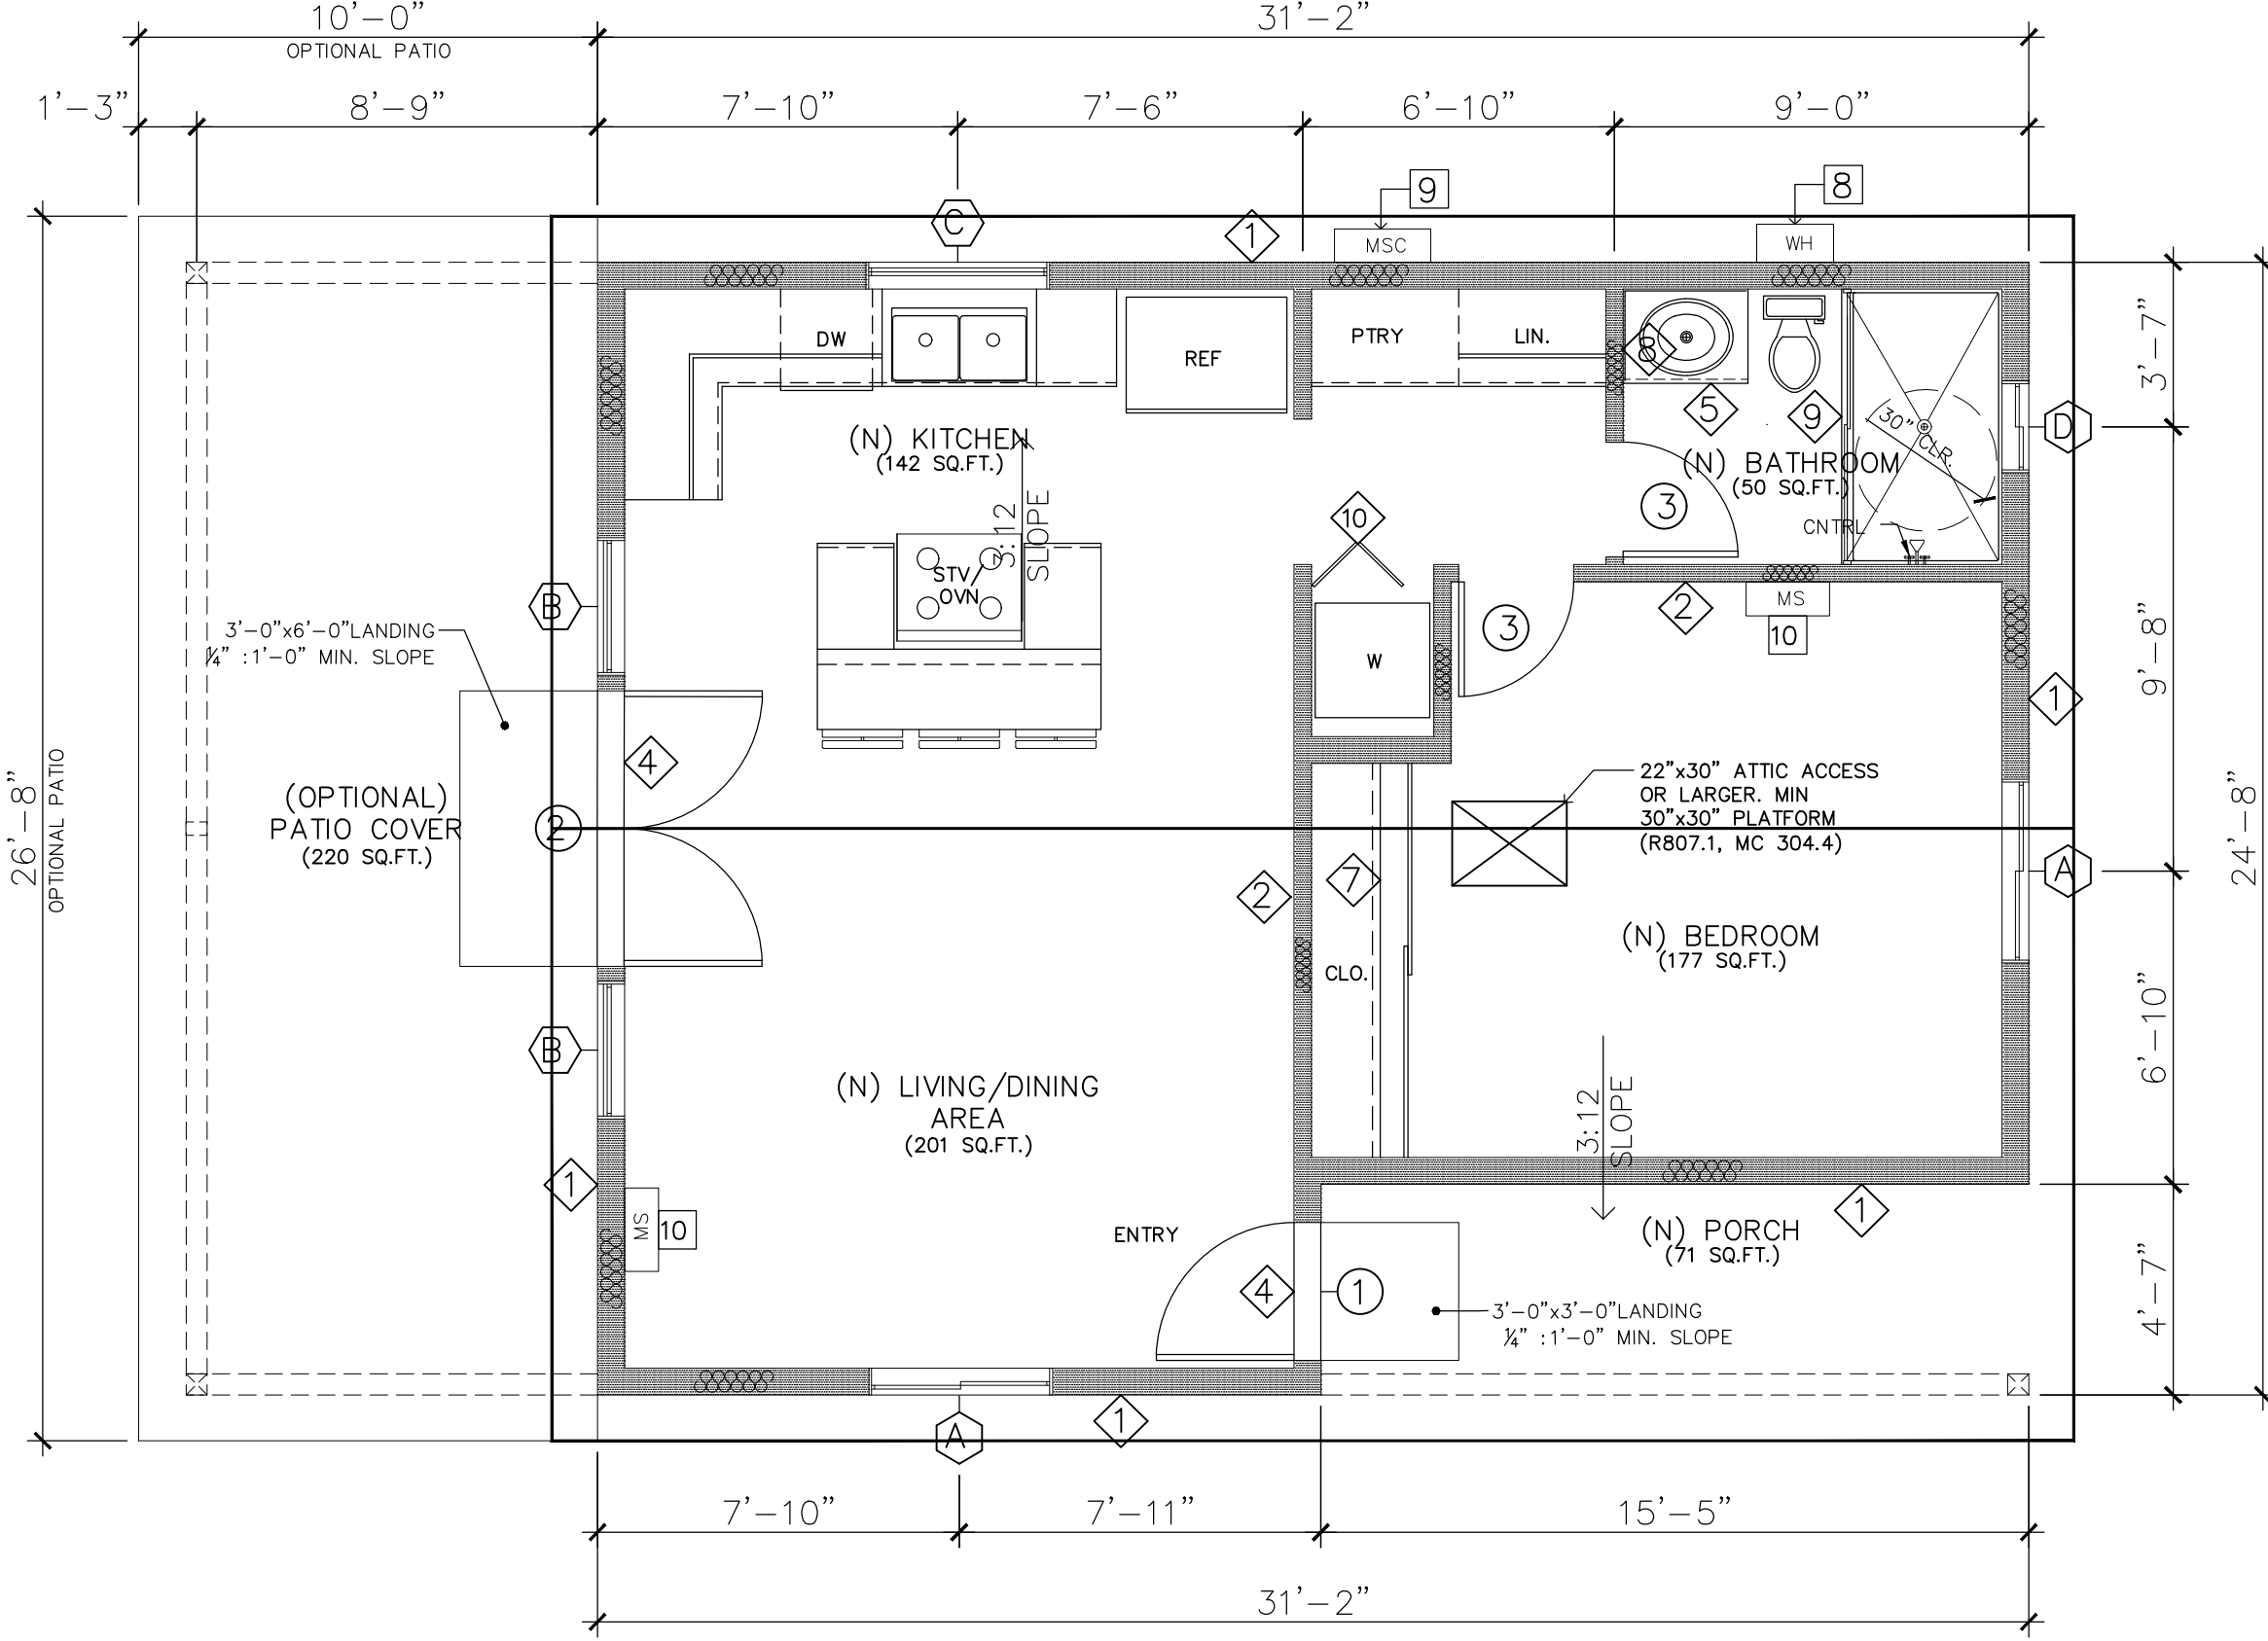 10'-0"
OPTIONAL PATIO
31'-2"
1'-3"
8'-9"
7'-10"
7'-6"
6'-10"
9'-0"
9
8
C
1
MSC
WH
DW
REF
PTRY
LIN.
8
5
9
30" CLR.
D
3'-7"
(N) KITCHEN
(142 SQ.FT.)
(N) BATHROOM
(50 SQ.FT.)
3:12
SLOPE
10
3
CNTRL
STV/
OVN
B
3
2
MS
10
9'-8"
3'-0"x6'-0"LANDING
¼" :1'-0" MIN. SLOPE
W
1
4
22"x30" ATTIC ACCESS
OR LARGER. MIN
30"x30" PLATFORM
(R807.1, MC 304.4)
(OPTIONAL)
PATIO COVER
(220 SQ.FT.)
2
26'-8"
OPTIONAL PATIO
24'-8"
7
2
A
(N) BEDROOM
(177 SQ.FT.)
CLO.
6'-10"
B
(N) LIVING/DINING
AREA
(201 SQ.FT.)
3:12
SLOPE
1
MS
10
ENTRY
1
(N) PORCH
(71 SQ.FT.)
4
1
3'-0"x3'-0"LANDING
¼" :1'-0" MIN. SLOPE
4'-7"
1
A
7'-10"
7'-11"
15'-5"
31'-2"